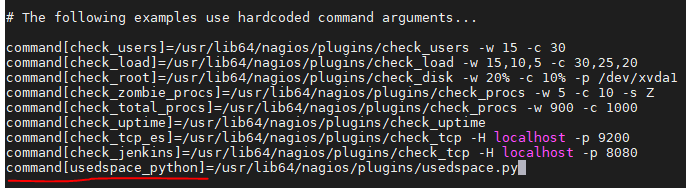 # The following examples use hardcoded command arguments...
command[check_users]=/usr/lib64/nagios/plugins/check_users -w 15 -c 30
command[check_load]=/usr/lib64/nagios/plugins/check_load -w 15,10,5 -c 30,25,20
command[check_root]=/usr/lib64/nagios/plugins/check_disk -w 20% -c 10% -p /dev/xvda1
command[check_zombie_procs]=/usr/lib64/nagios/plugins/check_procs -w 5 -c 10 -s Z
command[check_total_procs]=/usr/lib64/nagios/plugins/check_procs -w 900 -c 1000
command[check_uptime]=/usr/lib64/nagios/plugins/check_uptime
command[check_tcp_es]=/usr/lib64/nagios/plugins/check_tcp -H localhost -p 9200
command[check_jenkins]=/usr/lib64/nagios/plugins/check_tcp -H localhost -p 8080
command[usedspace_python]=/usr/lib64/nagios/plugins/usedspace.py